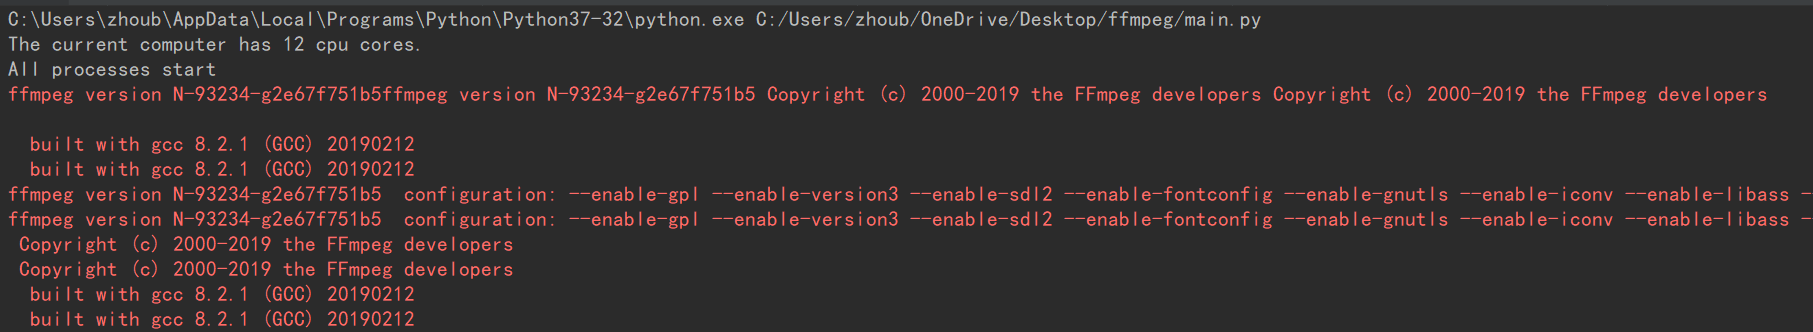 C:\Users\zhoub\AppData\Local\Programs\Python\Python37-32\python.exe C:/Users/zhoub/OneDrive/Desktop/ffmpeg/main.py
The current computer has 12 cpu cores.
All processes start
ffmpeg version N-93234-g2e67f751b5ffmpeg version N-93234-g2e67f751b5 Copyright (c) 2000-2019 the FFmpeg developers Copyright (c) 2000-2019 the FFmpeg developers
built with gcc 8.2.1 (GCC) 20190212
built with gcc 8.2.1 (GCC) 20190212
ffmpeg version N-93234-g2e67f751b5  configuration: --enable-gpl --enable-version3 --enable-sdl2 --enable-fontconfig --enable-gnutls --enable-iconv --enable-libass -
ffmpeg version N-93234-g2e67f751b5  configuration: --enable-gpl --enable-version3 --enable-sdl2 --enable-fontconfig --enable-gnutls --enable-iconv --enable-libass -
Copyright (c) 2000-2019 the FFmpeg developers
Copyright (c) 2000-2019 the FFmpeg developers
built with gcc 8.2.1 (GCC) 20190212
built with gcc 8.2.1 (GCC) 20190212